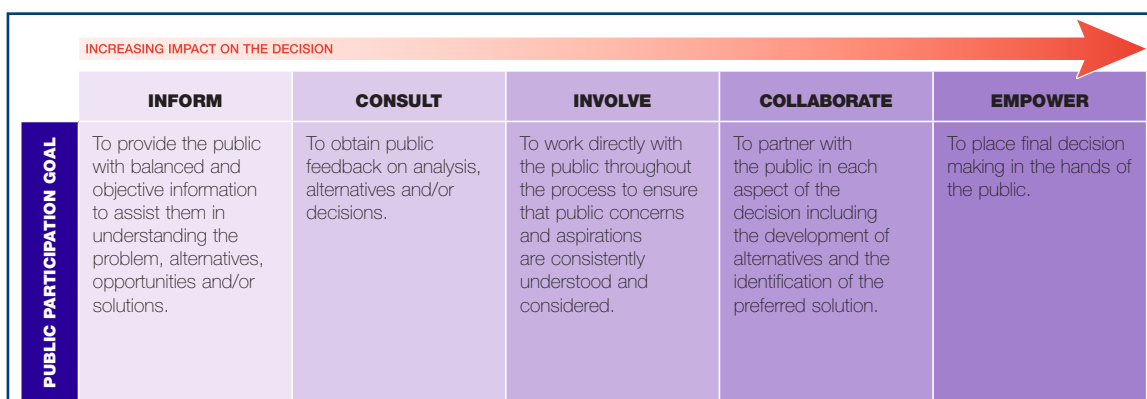 INCREASING IMPACT ON THE DECISION
INFORM
CONSULT
INVOLVE
COLLABORATE
EMPOWER
PUBLIC PARTICIPATION GOAL
To provide the public
with balanced and
objective information
to assist them in
understanding the
problem, alternatives,
opportunities and/or
solutions.
To obtain public
feedback on analysis,
alternatives and/or
decisions.
To work directly with
the public throughout
the process to ensure
that public concerns
and aspirations
are consistently
understood and
considered.
To partner with
the public in each
aspect of the
decision including
the development of
alternatives and the
identification of the
preferred solution.
To place final decision
making in the hands of
the public.